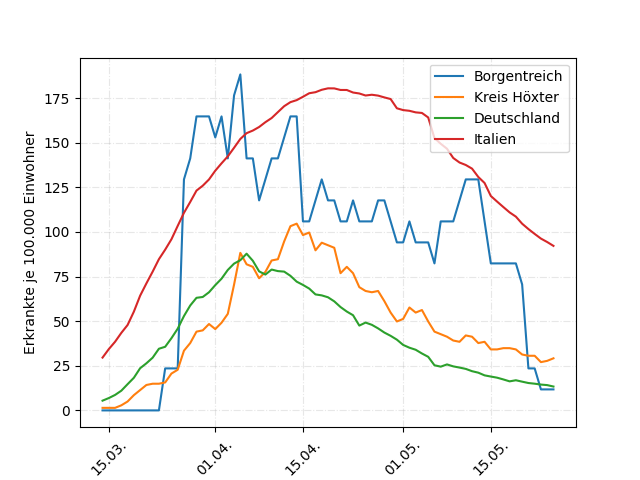 Borgentreich
Kreis Höxter
Deutschland
Italien
Erkrankte je 100.000 Einwohner
175
150
125
100
75
50
25
0
15.03.
01.04.
15.04.
01.05.
15.05.